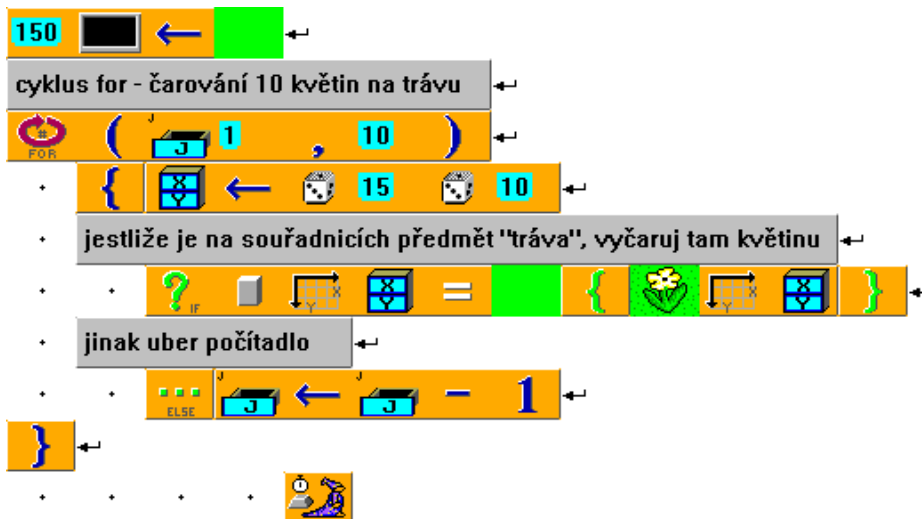 150
cyklus for - čarování 10 květin na trávu
# FOR ( J J 1 , 10 )
{ X Y 15 10
jestliže je na souřadnicích předmět "tráva", vyčaruj tam květinu
? IF X Y X Y = { X Y X Y }
jinak uber počítadlo
ELSE J J J J - 1
}